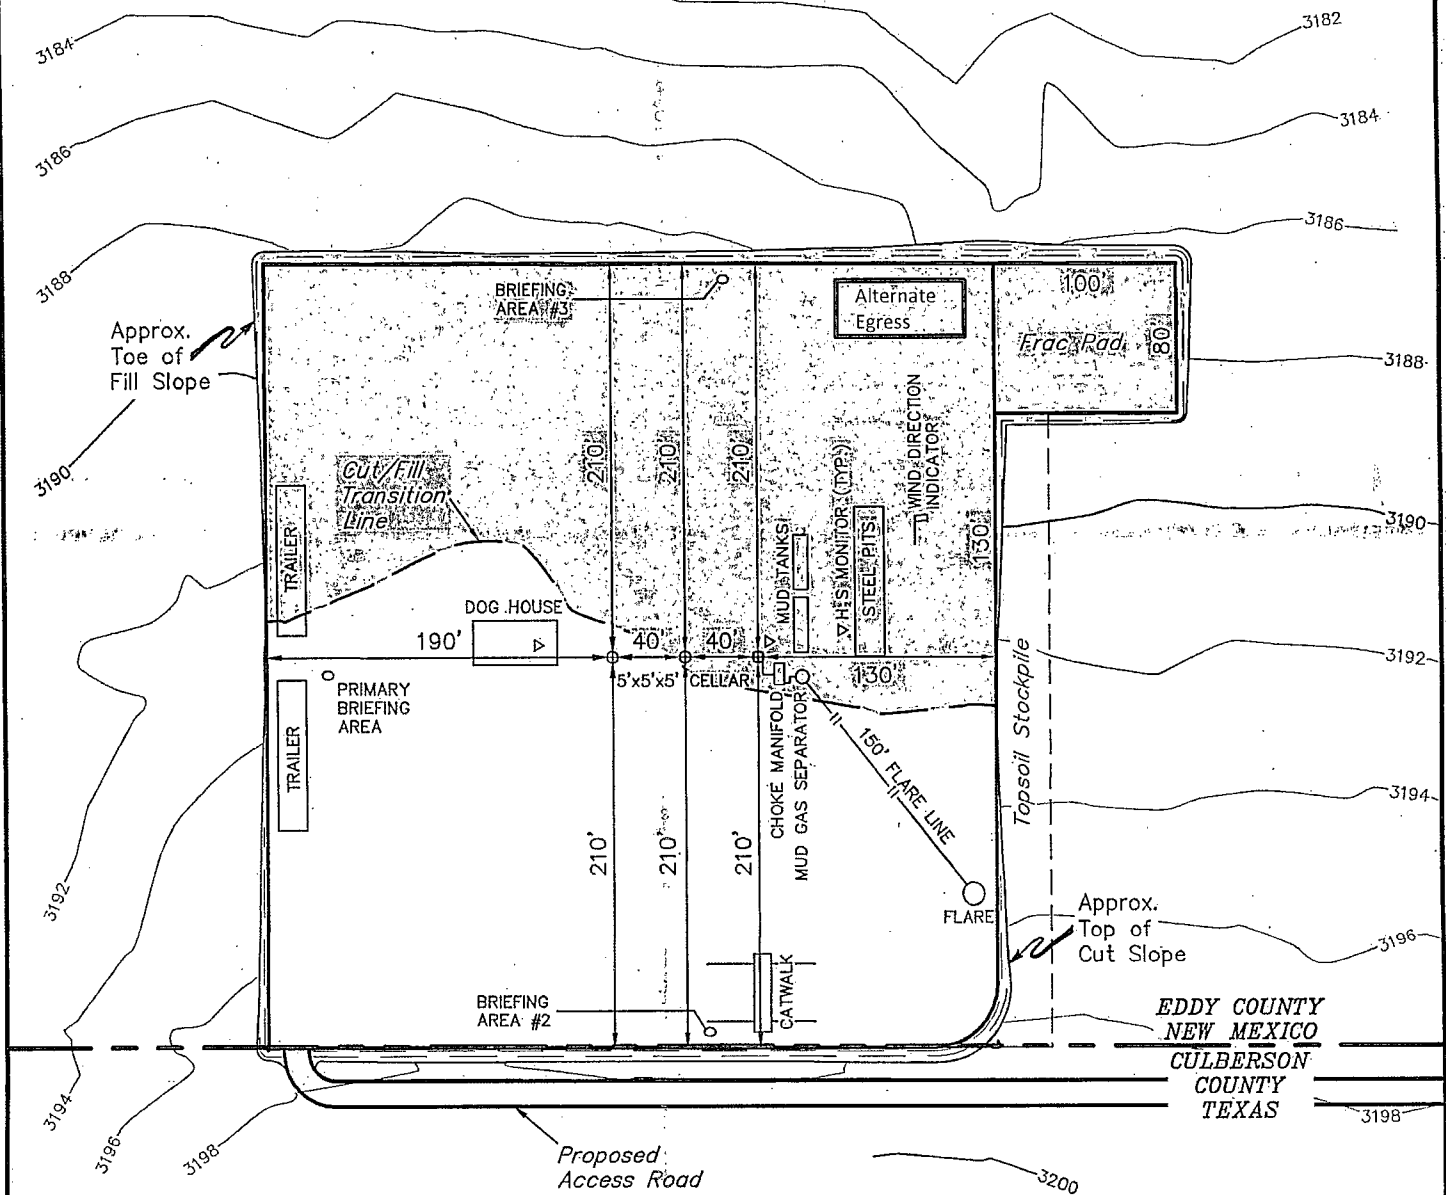 3182
3184
3184
3186
3186
3188
BRIEFING
AREA #3
Alternate
Egress
100'
Frac Pad
80'
3188
Approx.
Toe of
Fill Slope
3190
Cut/Fill
Transition
Line
210'
210'
210'
H2S MONITOR (TYP.)
WIND DIRECTION
INDICATOR
STEEL PITS
MUD TANKS
130'
3190
TRAILER
DOG HOUSE
190'
40'
40'
5'x5'x5' CELLAR
130'
3192
PRIMARY
BRIEFING
AREA
TRAILER
CHOKE MANIFOLD
MUD GAS SEPARATOR
150' FLARE LINE
Topsoil Stockpile
3194
210'
210'
210'
3192
FLARE
Approx.
Top of
Cut Slope
3196
BRIEFING
AREA #2
CATWALK
EDDY COUNTY
NEW MEXICO
CULBERSON
COUNTY
TEXAS
3194
3196
3198
3198
Proposed
Access Road
3200